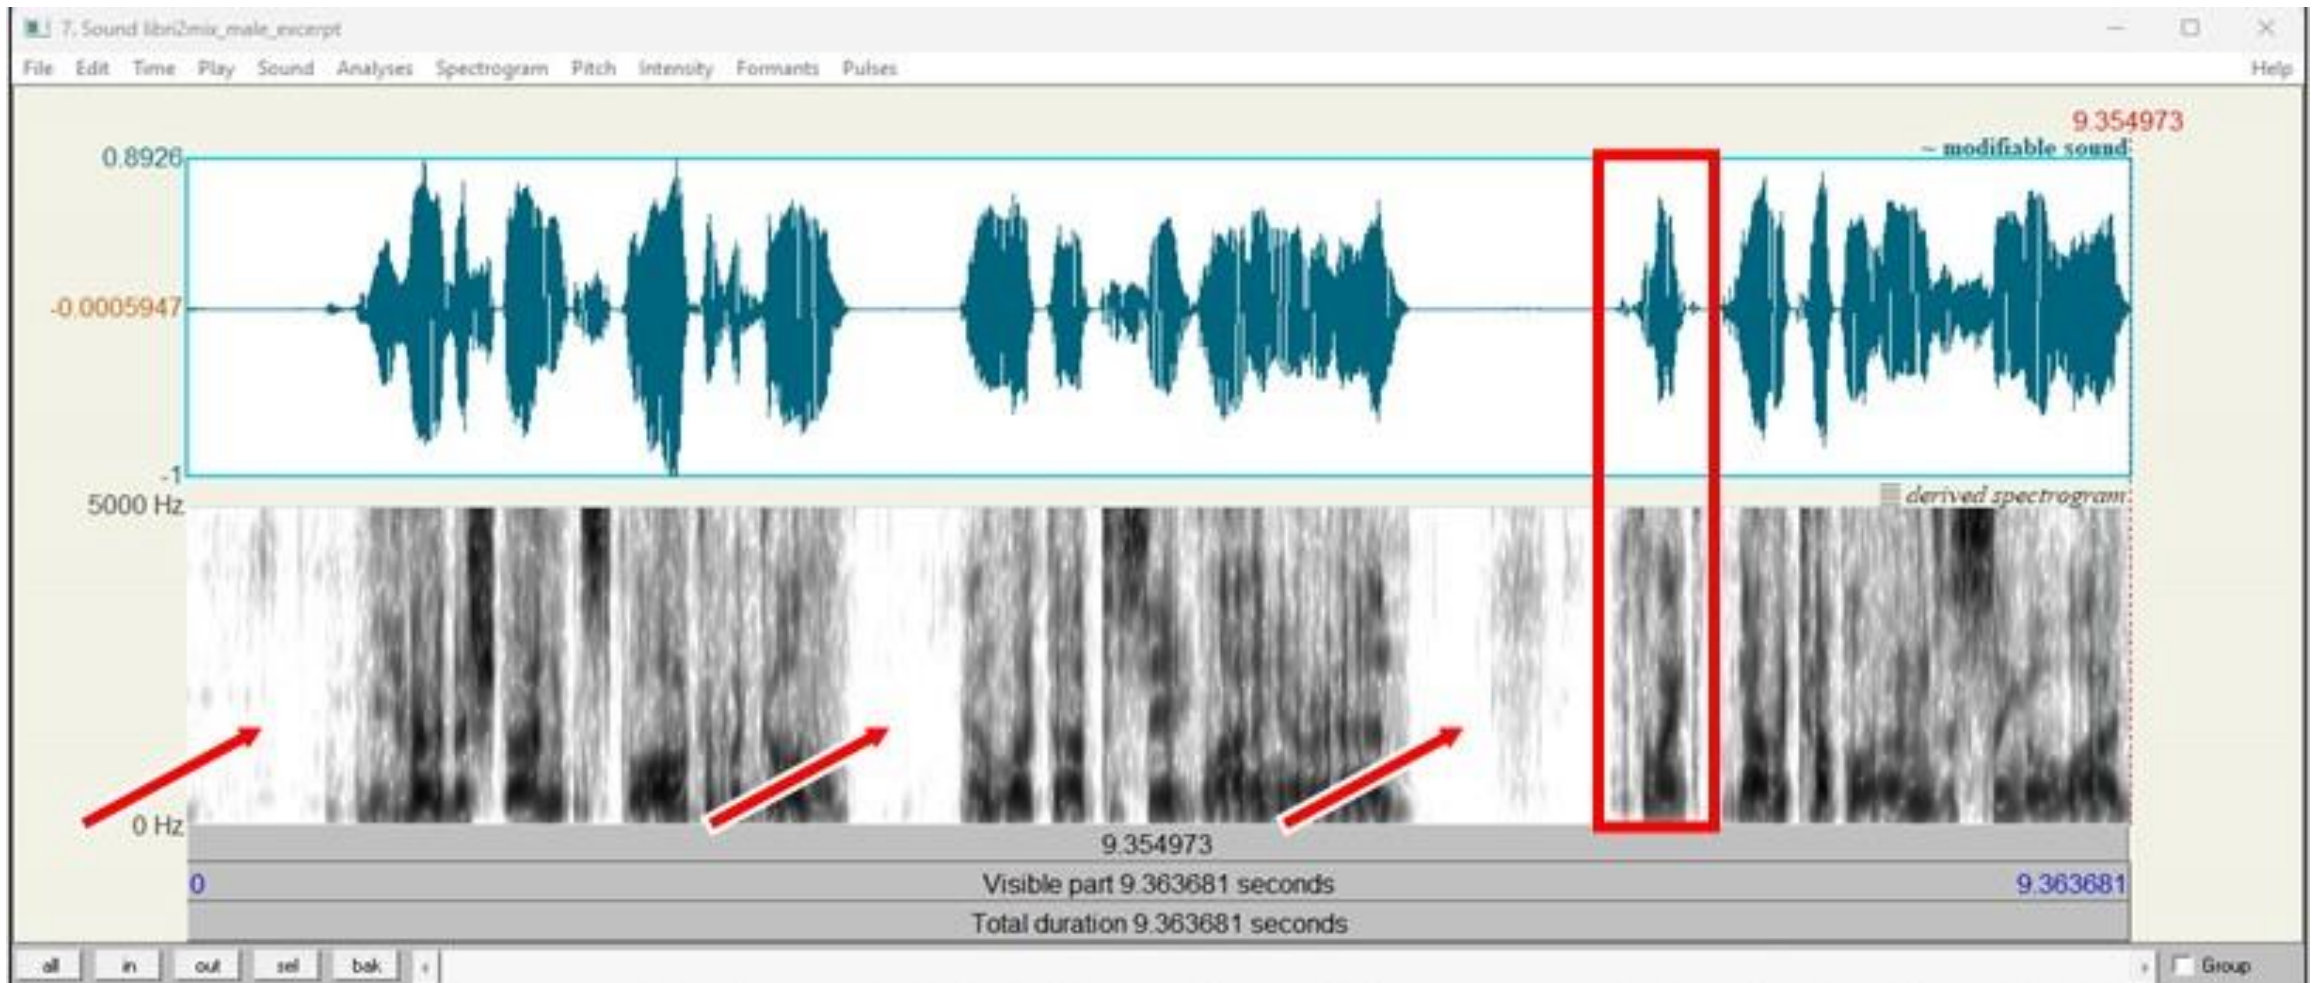 7. Sound libri2mix_male_excerpt
File Edit Time Play Sound Analyses Spectrogram Pitch Intensity Formants Pulses Help
9.354973
0.8926
~ modifiable sound
-0.0005947
-1
5000 Hz
derived spectrogram
0 Hz
9.354973
0 Visible part 9.363681 seconds 9.363681
Total duration 9.363681 seconds
all in out sel bak Group